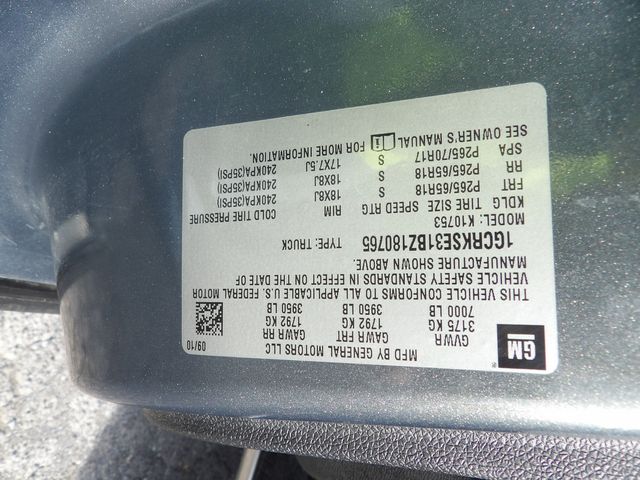 GM
MFD BY GENERAL MOTORS LLC 09/10
GVWR GAWR FRT GAWR RR
3175 KG 1792 KG 1792 KG
7000 LB 3950 LB 3950 LB
THIS VEHICLE CONFORMS TO ALL APPLICABLE U.S. FEDERAL MOTOR
VEHICLE SAFETY STANDARDS IN EFFECT ON THE DATE OF
MANUFACTURE SHOWN ABOVE.
1GCRKSE31BZ180765 TYPE: TRUCK
MODEL: K10753
KDLG TIRE SIZE SPEED RTG RIM COLD TIRE PRESSURE
FRT P265/65R18 S 18X8J 240KPA(35PSI)
RR P265/65R18 S 18X8J 240KPA(35PSI)
SPA P265/70R17 S 17X7.5J 240KPA(35PSI)
SEE OWNER'S MANUAL FOR MORE INFORMATION.